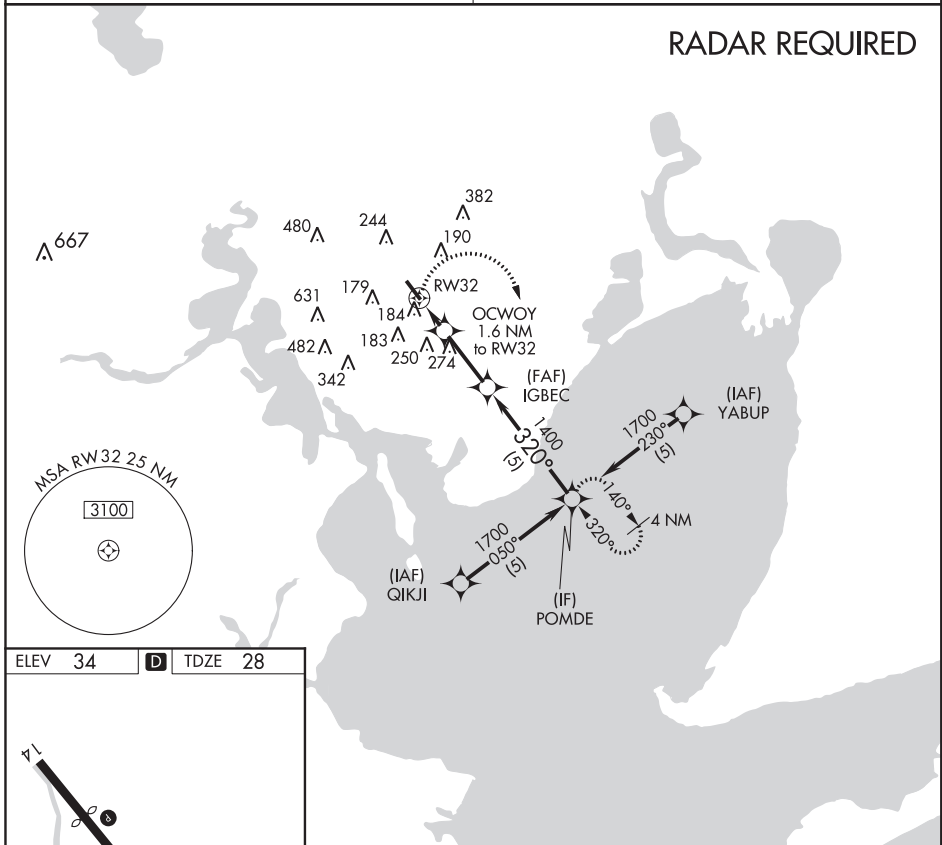 RADAR REQUIRED
382
480
244
190
667
RW32
179
631
184
OCWOY
1.6 NM
to RW32
183
482
250
274
342
(FAF)
IGBEC
(IAF)
YABUP
1400
320°
(5)
1700
230°
(5)
MSA RW32 25 NM
3100
140°
320°
4 NM
1700
050°
(5)
(IAF)
QIKJI
(IF)
POMDE
ELEV 34 D TDZE 28
14